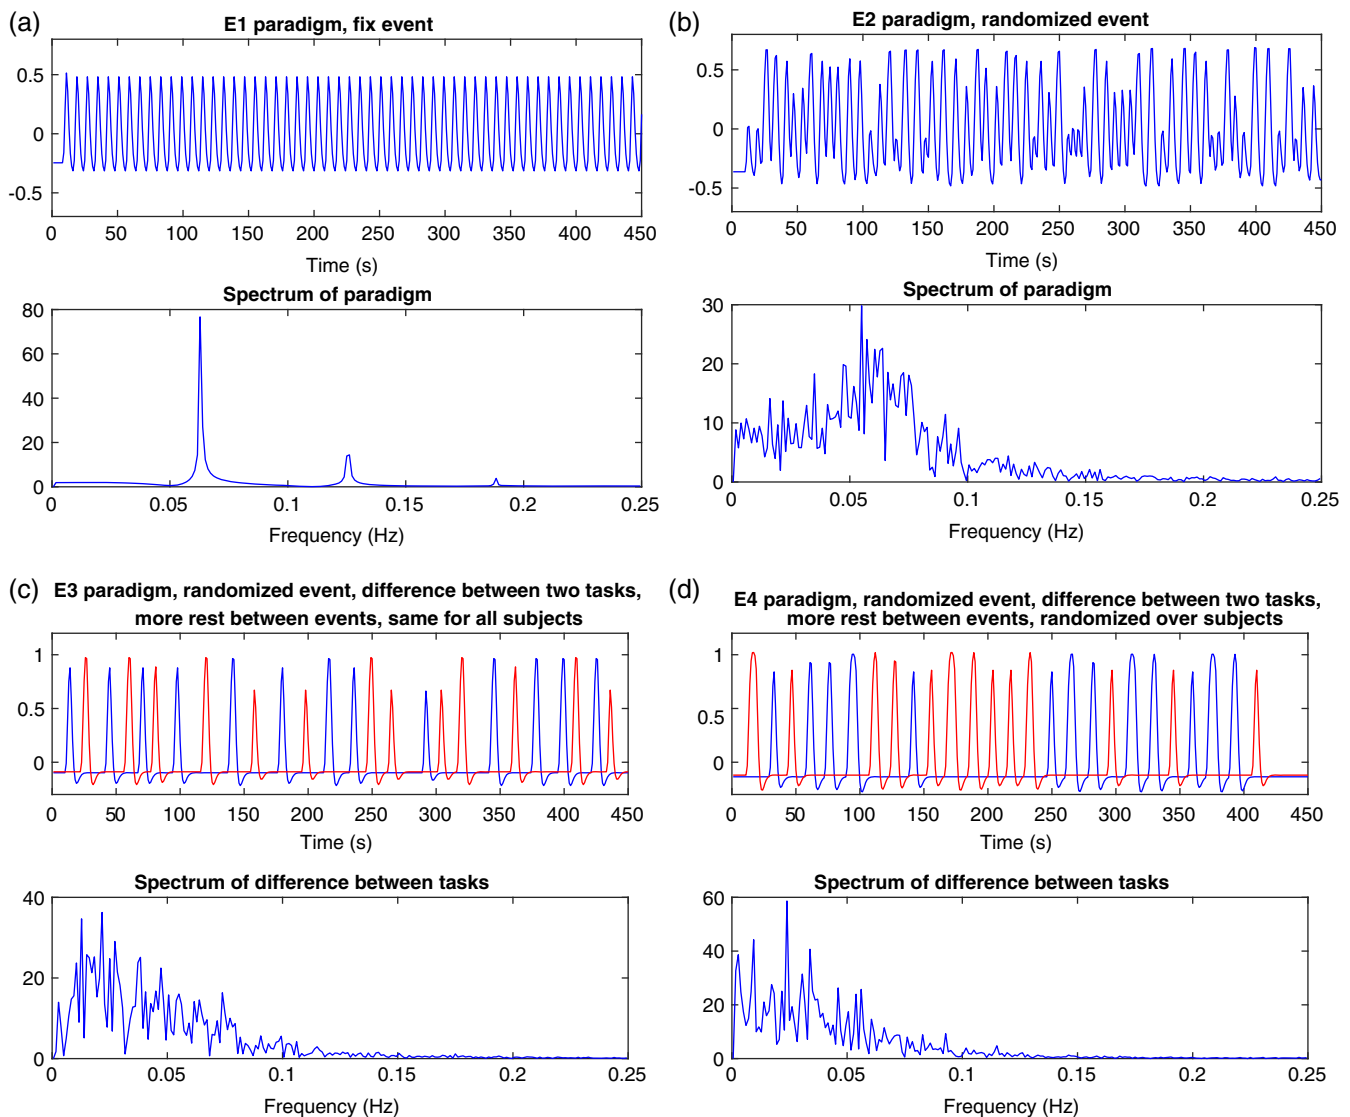 (a)
E1 paradigm, fix event
0.5
0
-0.5
0 50 100 150 200 250 300 350 400 450
Time (s)
Spectrum of paradigm
80
60
40
20
0
0 0.05 0.1 0.15 0.2 0.25
Frequency (Hz)
(b)
E2 paradigm, randomized event
0.5
0
-0.5
0 50 100 150 200 250 300 350 400 450
Time (s)
Spectrum of paradigm
30
20
10
0
0 0.05 0.1 0.15 0.2 0.25
Frequency (Hz)
(c)
E3 paradigm, randomized event, difference between two tasks,
more rest between events, same for all subjects
1
0.5
0
0 50 100 150 200 250 300 350 400 450
Time (s)
Spectrum of difference between tasks
40
20
0
0 0.05 0.1 0.15 0.2 0.25
Frequency (Hz)
(d)
E4 paradigm, randomized event, difference between two tasks,
more rest between events, randomized over subjects
1
0.5
0
0 50 100 150 200 250 300 350 400 450
Time (s)
Spectrum of difference between tasks
60
40
20
0
0 0.05 0.1 0.15 0.2 0.25
Frequency (Hz)